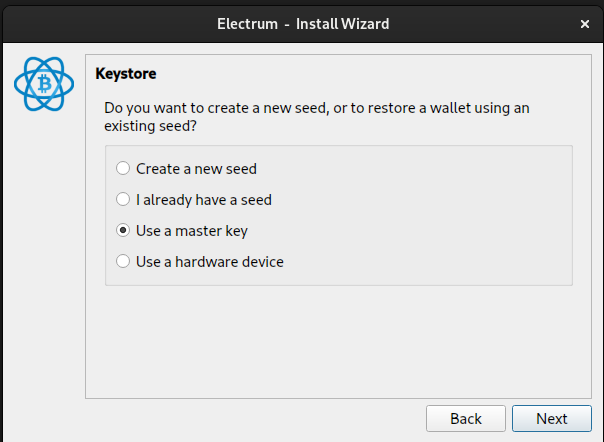 Electrum - Install Wizard
×
Keystore
Do you want to create a new seed, or to restore a wallet using an
existing seed?
Create a new seed
I already have a seed
Use a master key
Use a hardware device
Back
Next